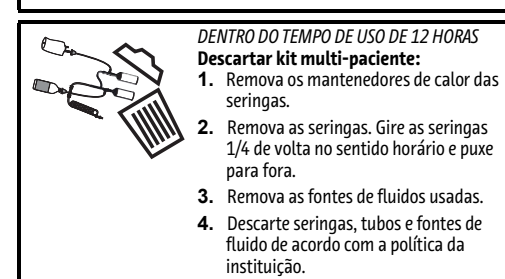 DENTRO DO TEMPO DE USO DE 12 HORAS
Descartar kit multi-paciente:
1. Remova os mantenedores de calor das
seringas.
2. Remova as seringas. Gire as seringas
1/4 de volta no sentido horário e puxe
para fora.
3. Remova as fontes de fluidos usadas.
4. Descarte seringas, tubos e fontes de
fluido de acordo com a política da
instituição.